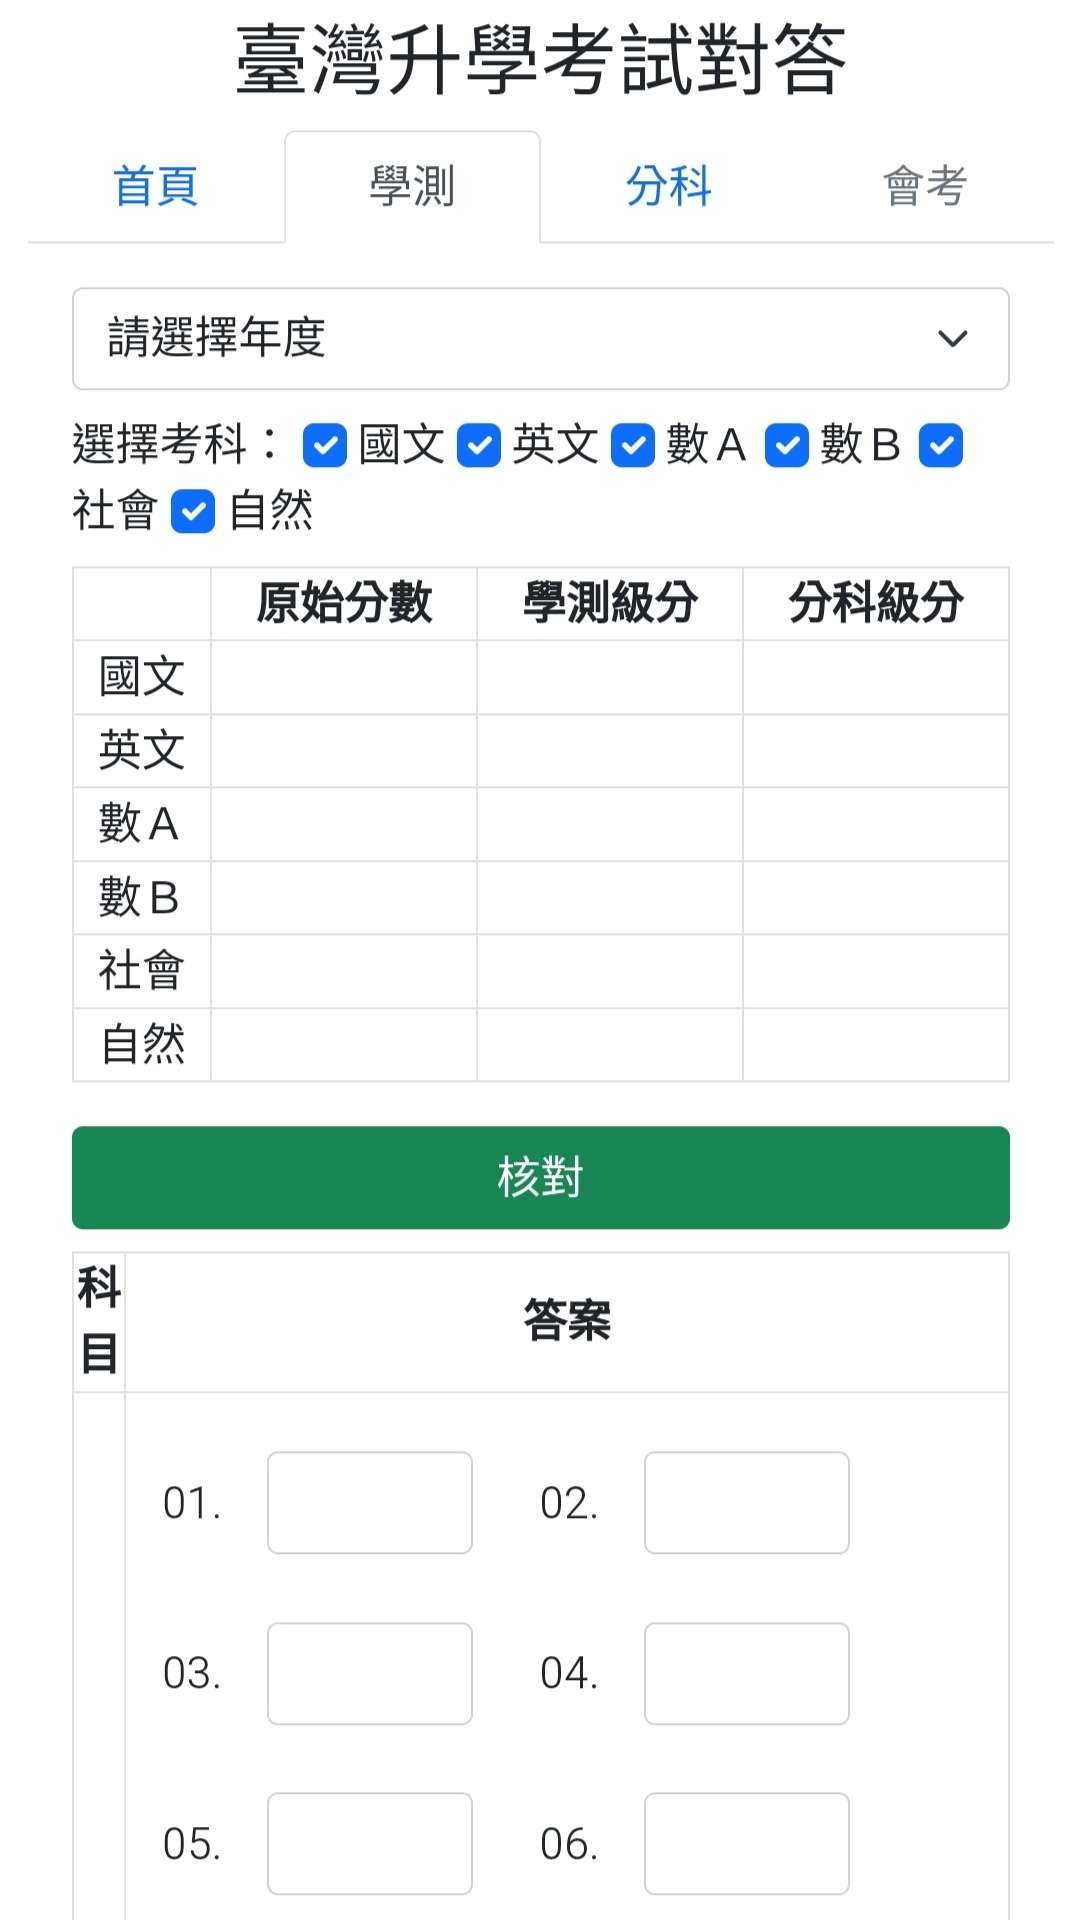 臺灣升學考試對答
首頁 學測 分科 會考
請選擇年度
選擇考科： 國文 英文 數A 數B
社會 自然
原始分數 學測級分 分科級分
國文
英文
數A
數B
社會
自然
核對
科目 答案
01. 02.
03. 04.
05. 06.